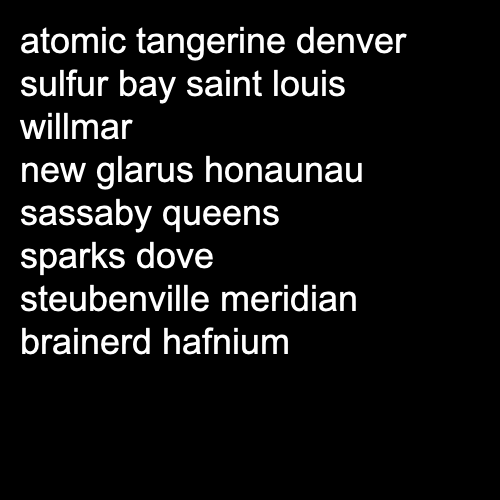 atomic tangerine denver
sulfur bay saint louis
willmar
new glarus honaunau
sassaby queens
sparks dove
steubenville meridian
brainerd hafnium